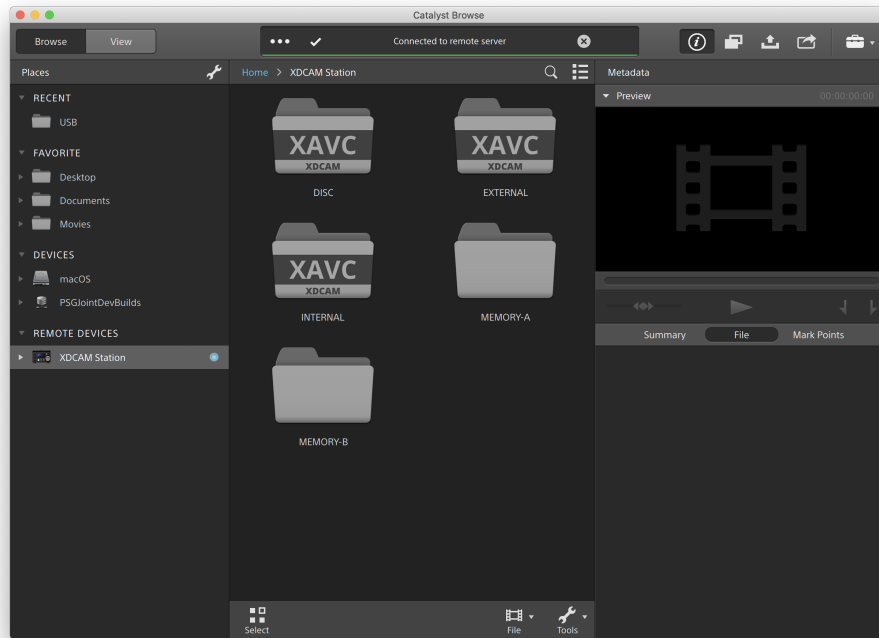 Catalyst Browse
Browse
View
Connected to remote server
Places
RECENT
USB
FAVORITE
Desktop
Documents
Movies
DEVICES
macOS
PSGJointDevBuilds
REMOTE DEVICES
XDCAM Station
Home > XDCAM Station
XAVC
XDCAM
DISC
XAVC
XDCAM
EXTERNAL
XAVC
XDCAM
INTERNAL
MEMORY-A
MEMORY-B
Select
File
Tools
Metadata
Preview
00:00:00:00
Summary
File
Mark Points